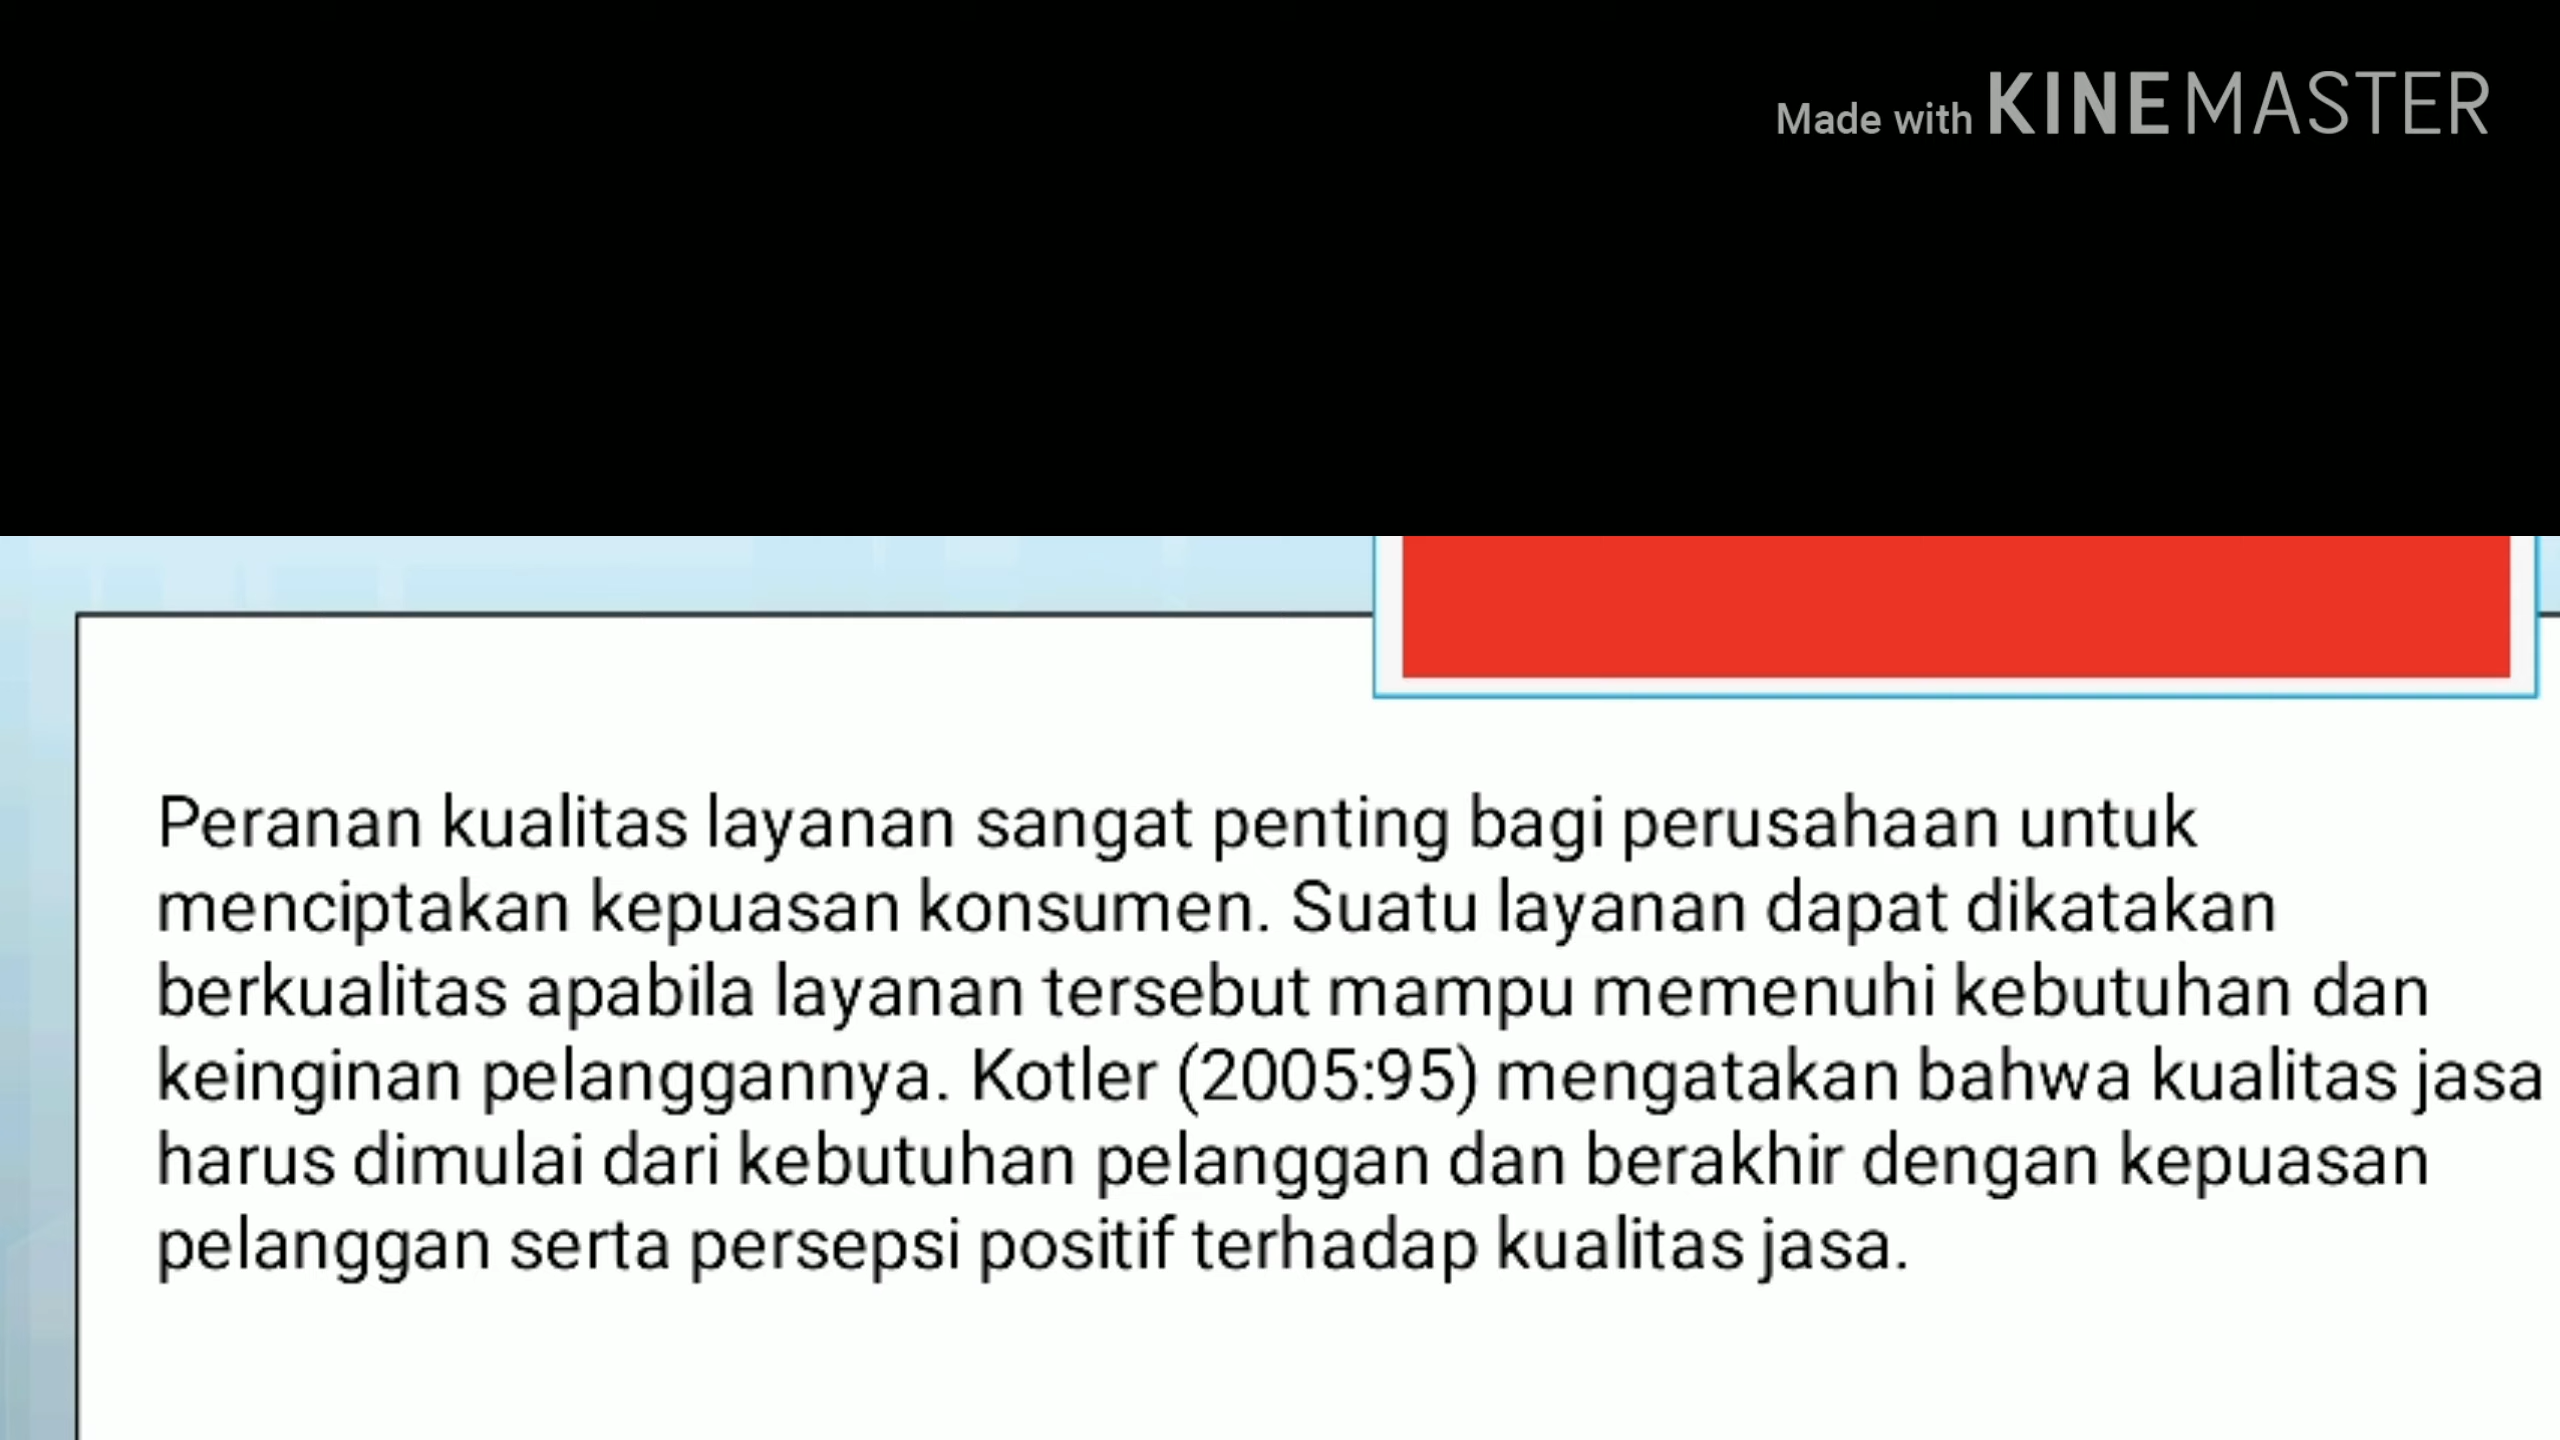 Made with KINEMASTER
Peranan kualitas layanan sangat penting bagi perusahaan untuk
menciptakan kepuasan konsumen. Suatu layanan dapat dikatakan
berkualitas apabila layanan tersebut mampu memenuhi kebutuhan dan
keinginan pelanggannya. Kotler (2005:95) mengatakan bahwa kualitas jasa
harus dimulai dari kebutuhan pelanggan dan berakhir dengan kepuasan
pelanggan serta persepsi positif terhadap kualitas jasa.